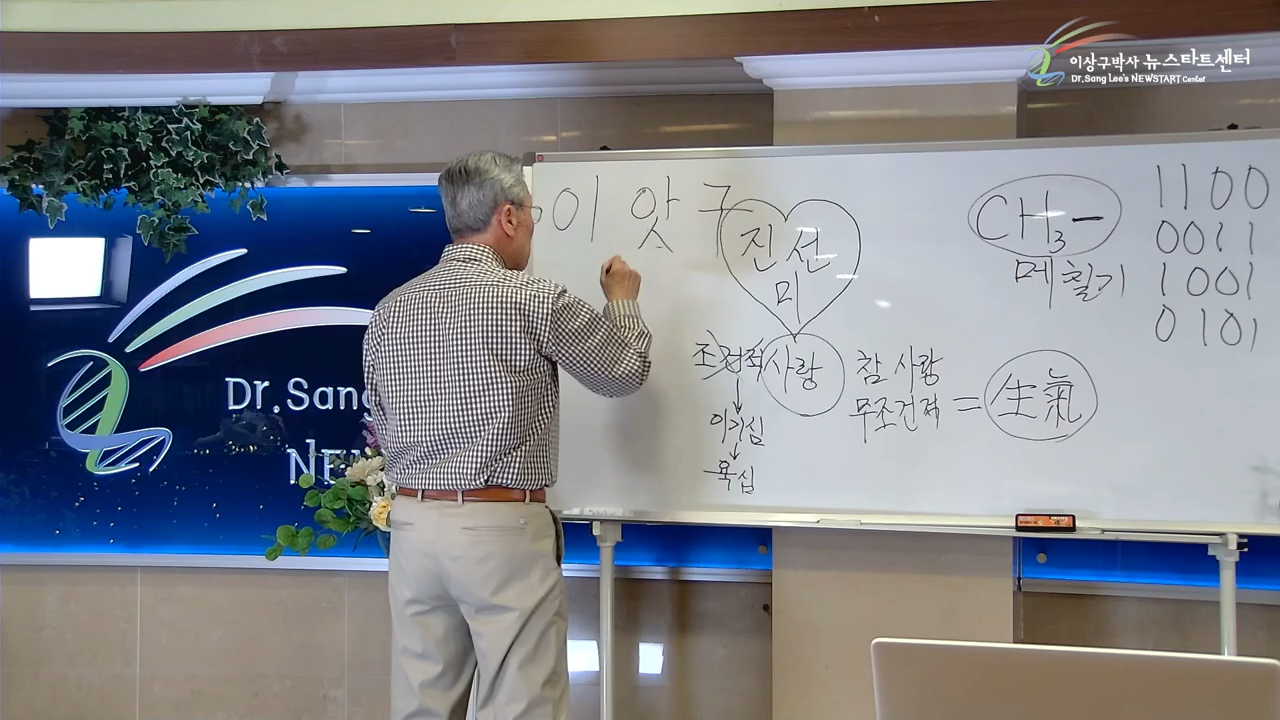 이상구박사 뉴스타트센터
Dr. Sang Lee's NEWSTART Center
Dr. Sang
NEW
이 앗 구
진 선
미
조건적 사랑
이기심
욕심
참 사랑
무조건적 = 生氣
CH₃—
메칠기
1100
0011
1001
0101